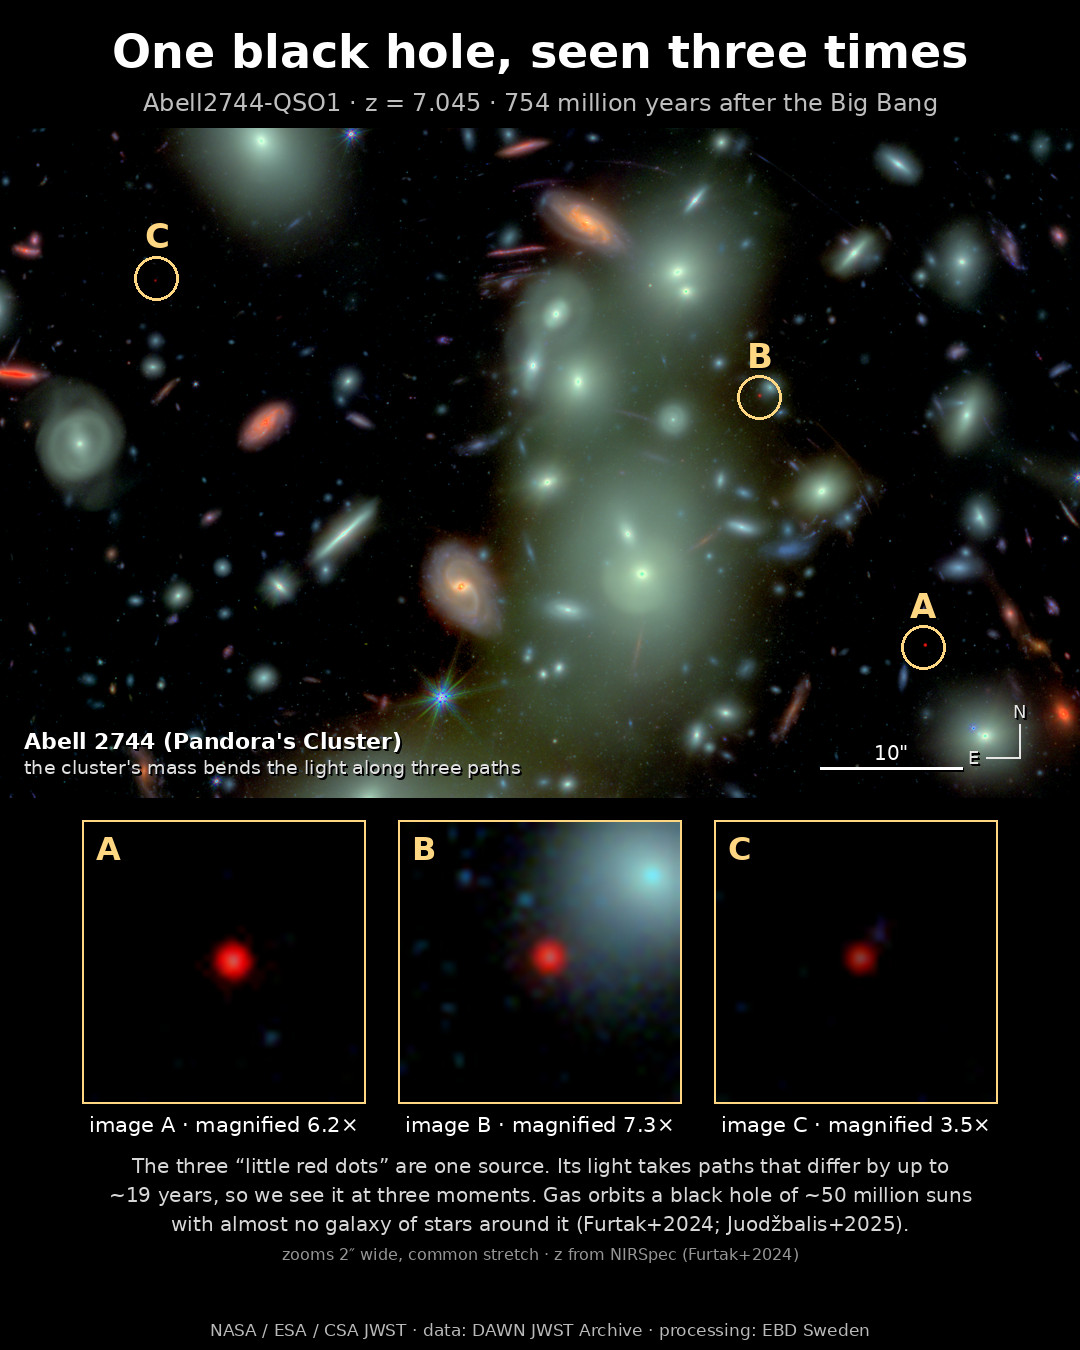 One black hole, seen three times
Abell2744-QSO1 · z = 7.045 · 754 million years after the Big Bang
C
B
A
N
E
10"
Abell 2744 (Pandora's Cluster)
the cluster's mass bends the light along three paths
A
B
C
image A · magnified 6.2×
image B · magnified 7.3×
image C · magnified 3.5×
The three “little red dots” are one source. Its light takes paths that differ by up to
~19 years, so we see it at three moments. Gas orbits a black hole of ~50 million suns
with almost no galaxy of stars around it (Furtak+2024; Juodžbalis+2025).
zooms 2″ wide, common stretch · z from NIRSpec (Furtak+2024)
NASA / ESA / CSA JWST · data: DAWN JWST Archive · processing: EBD Sweden